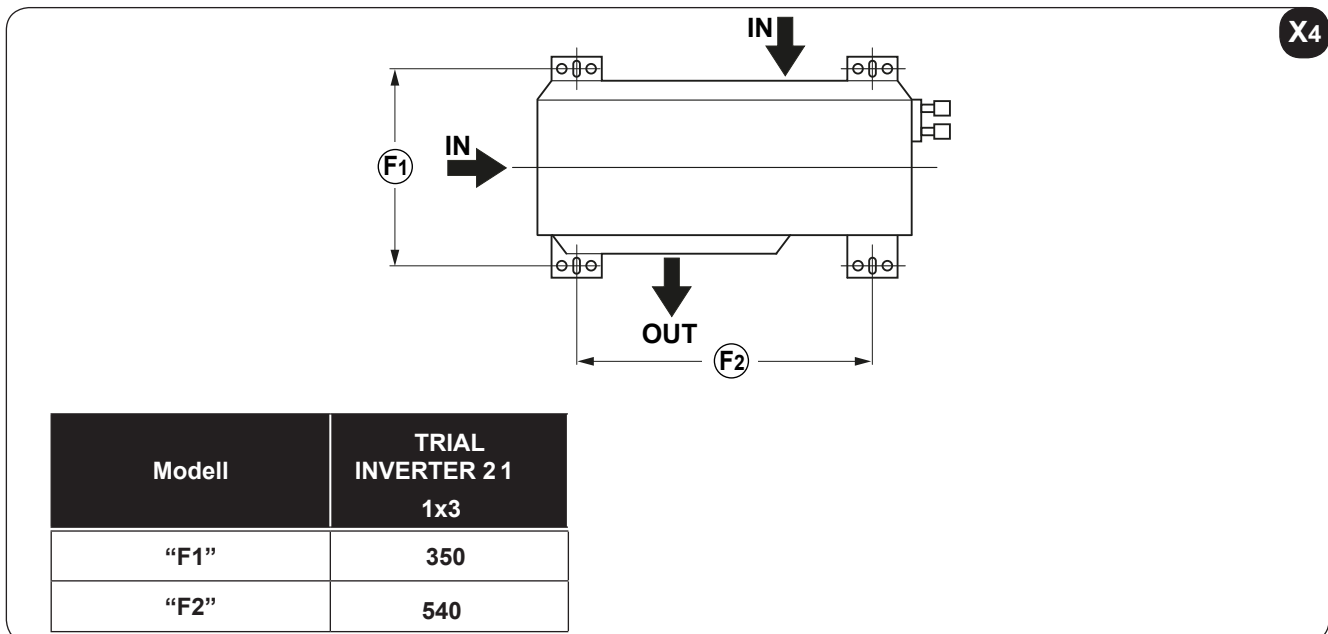 X4
IN
IN
F1
OUT
F2
Modell
TRIAL
INVERTER 2 1
1x3
“F1”
350
“F2”
540